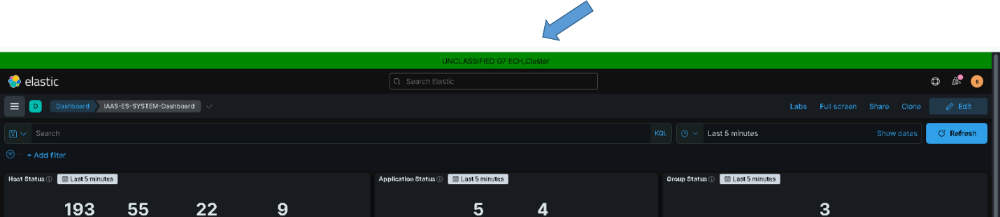 UNCLASSIFIED G7 ECH_Cluster
elastic Search Elastic s
D Dashboard IAAS-ES-SYSTEM-Dashboard Labs Full screen Share Clone Edit
Search KQL Last 5 minutes Show dates Refresh
+ Add filter
Host Status Last 5 minutes Application Status Last 5 minutes Group Status Last 5 minutes
193 55 22 9 5 4 3